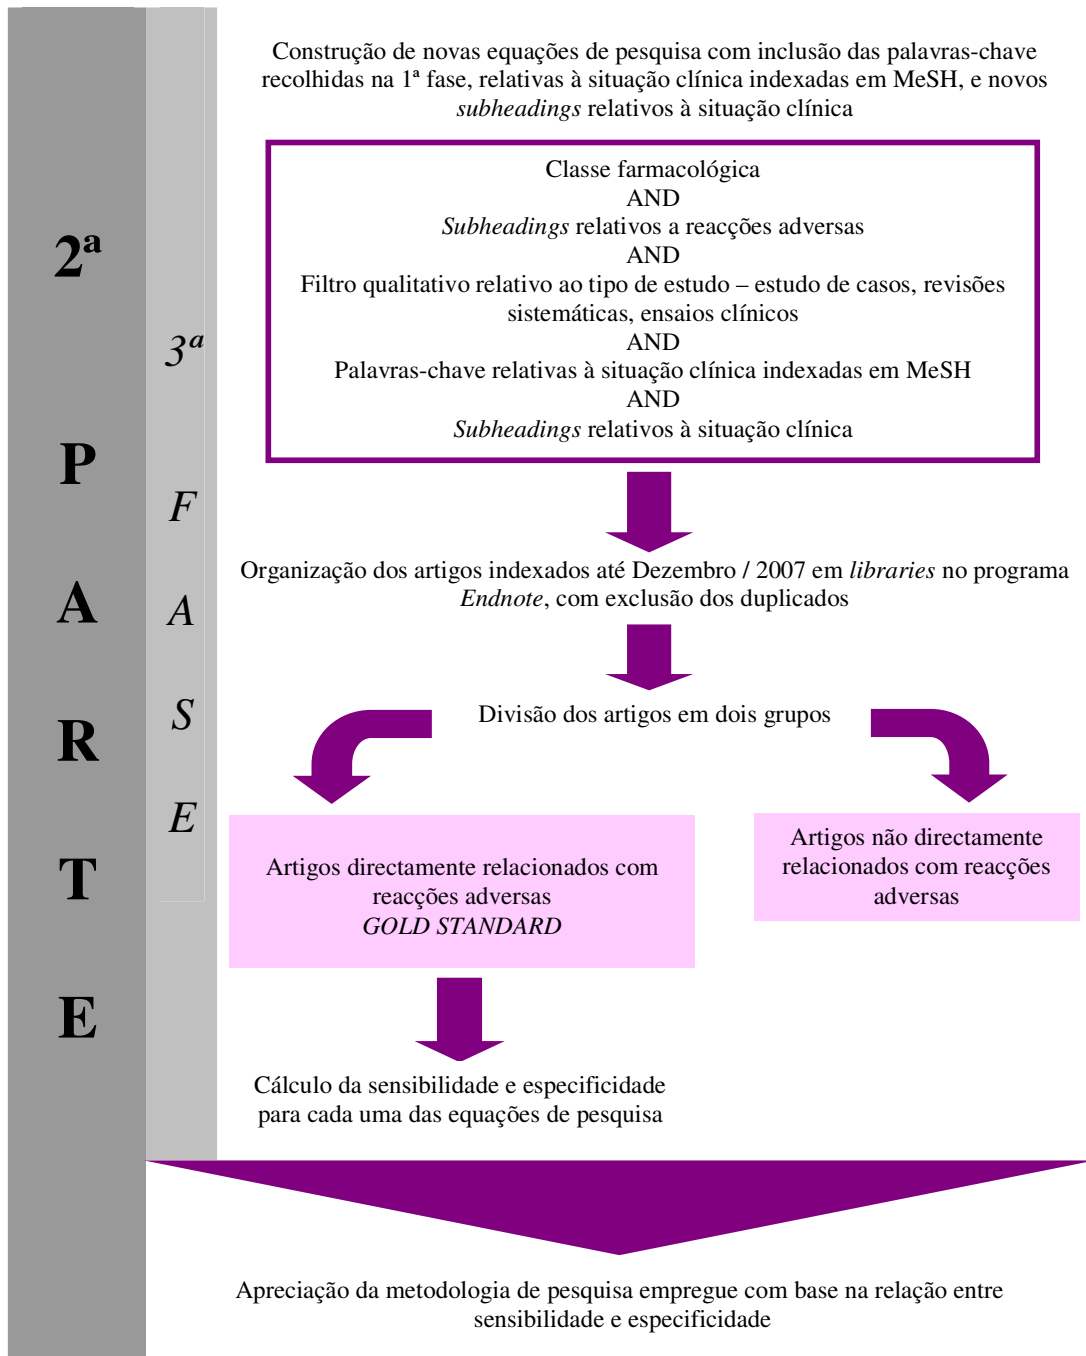 2ª
P
A
R
T
E
3ª
F
A
S
E
Construção de novas equações de pesquisa com inclusão das palavras-chave
recolhidas na 1ª fase, relativas à situação clínica indexadas em MeSH, e novos
subheadings relativos à situação clínica
Classe farmacológica
AND
Subheadings relativos a reacções adversas
AND
Filtro qualitativo relativo ao tipo de estudo – estudo de casos, revisões
sistemáticas, ensaios clínicos
AND
Palavras-chave relativas à situação clínica indexadas em MeSH
AND
Subheadings relativos à situação clínica
Organização dos artigos indexados até Dezembro / 2007 em libraries no programa
Endnote, com exclusão dos duplicados
Divisão dos artigos em dois grupos
Artigos directamente relacionados com
reacções adversas
GOLD STANDARD
Artigos não directamente
relacionados com reacções
adversas
Cálculo da sensibilidade e especificidade
para cada uma das equações de pesquisa
Apreciação da metodologia de pesquisa empregue com base na relação entre
sensibilidade e especificidade